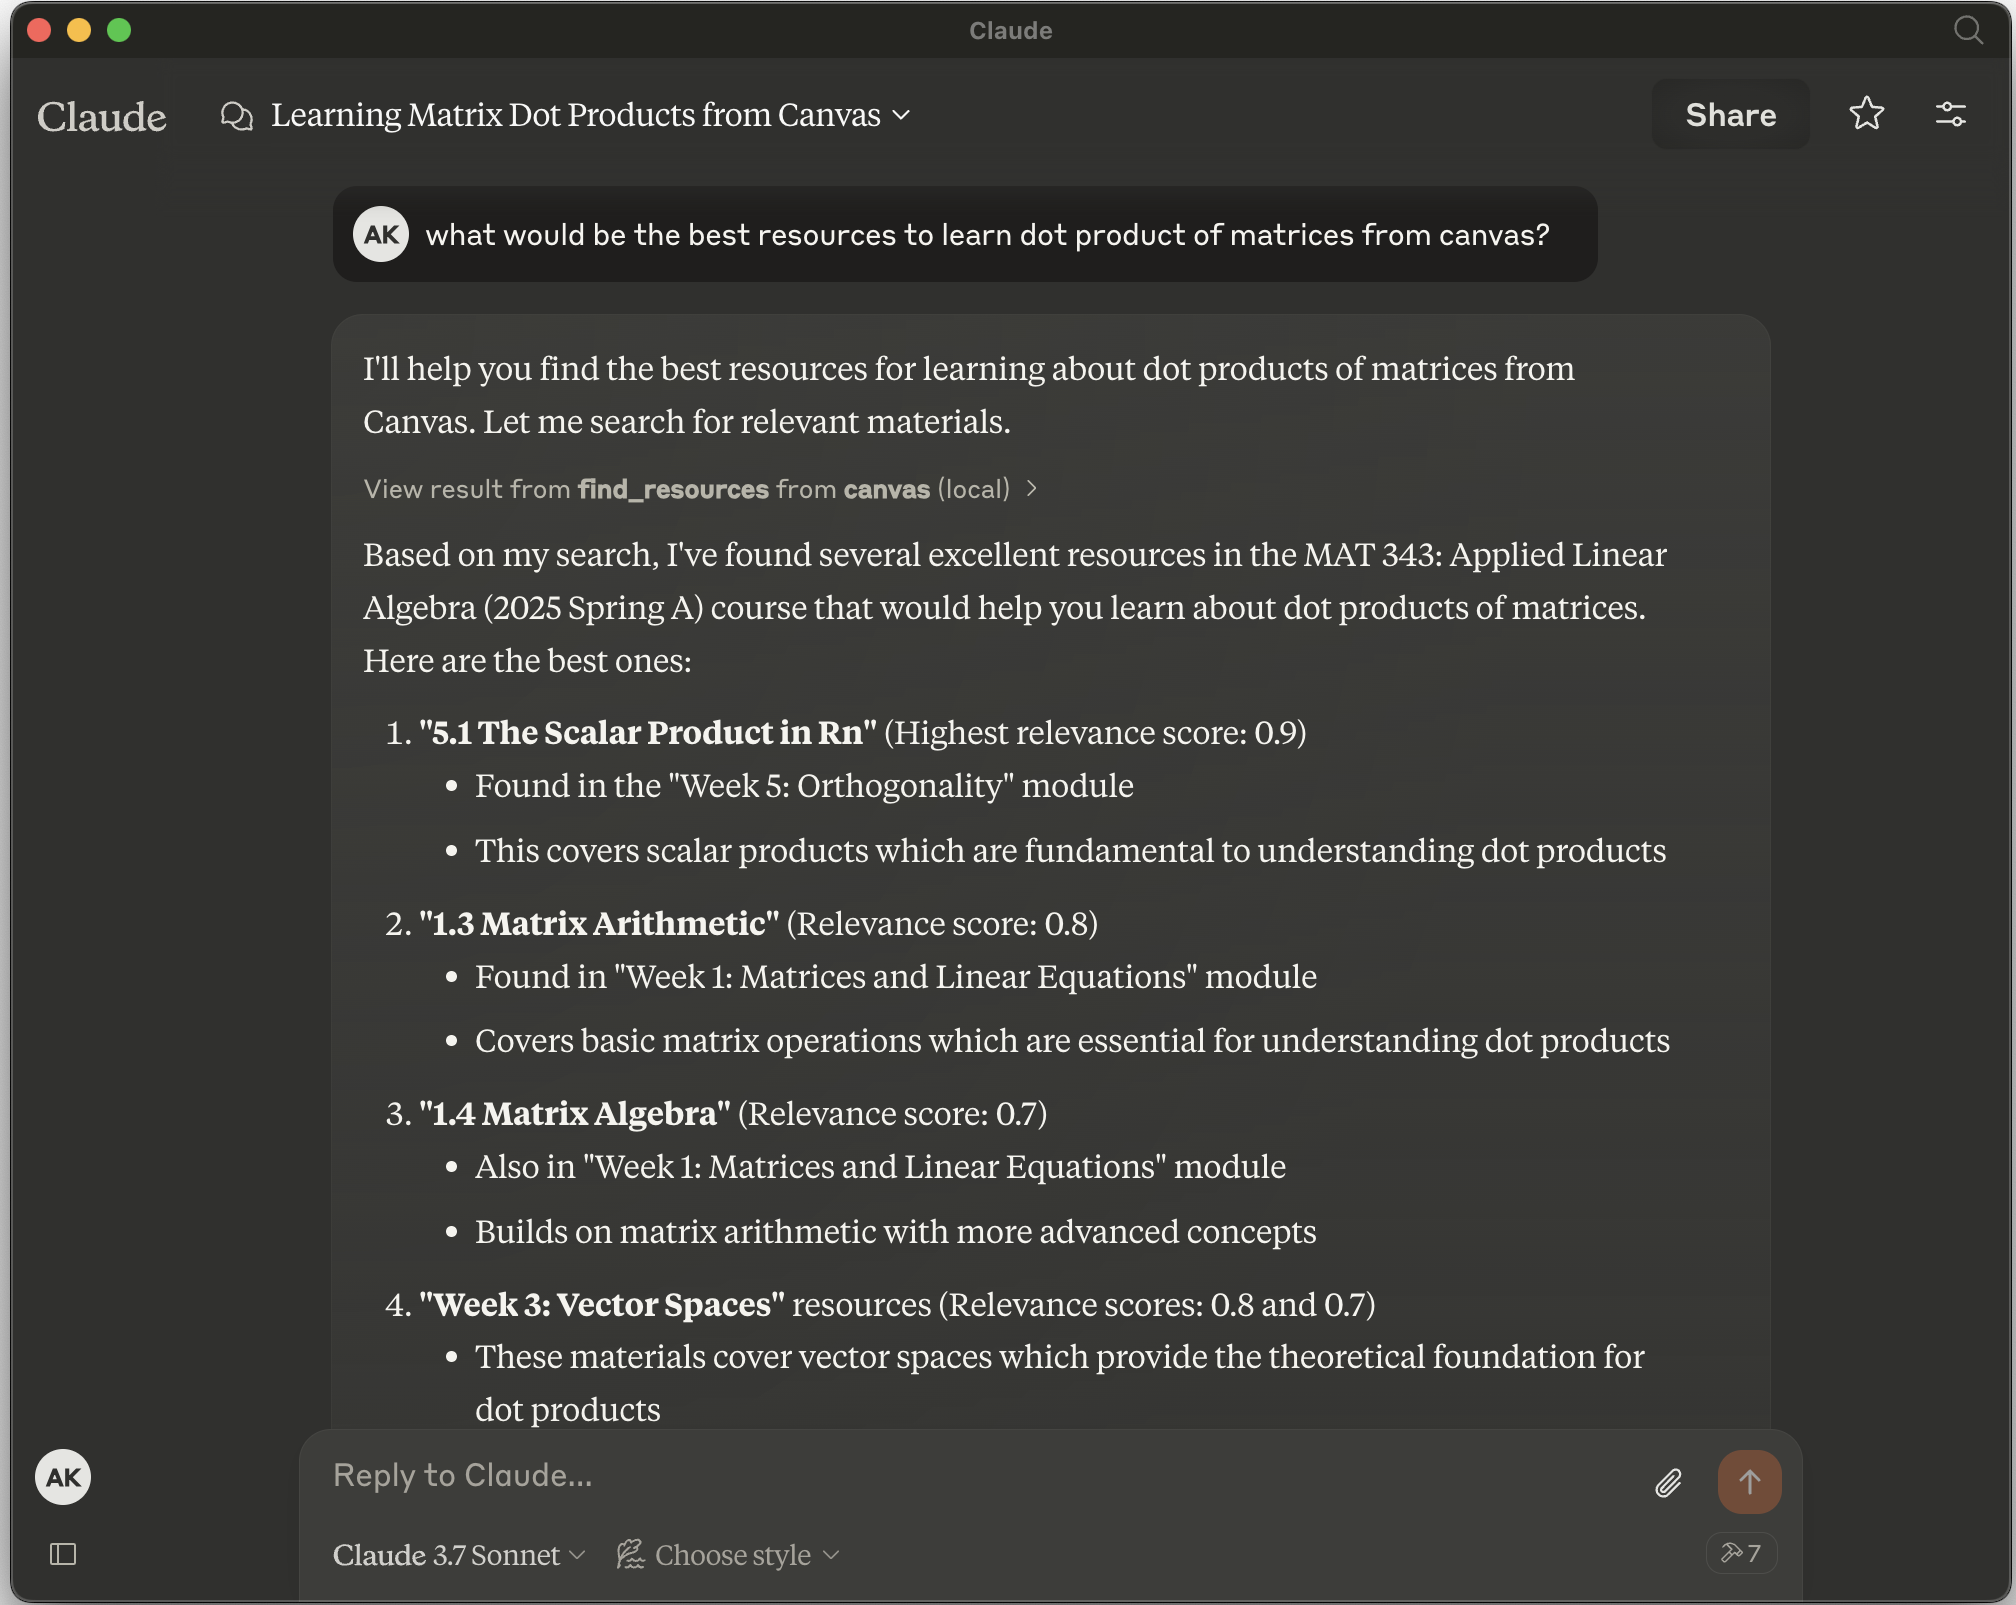 Claude
Claude
Learning Matrix Dot Products from Canvas
Share
AK
what would be the best resources to learn dot product of matrices from canvas?
I'll help you find the best resources for learning about dot products of matrices from
Canvas. Let me search for relevant materials.
View result from find_resources from canvas (local)
Based on my search, I've found several excellent resources in the MAT 343: Applied Linear
Algebra (2025 Spring A) course that would help you learn about dot products of matrices.
Here are the best ones:
1. "5.1 The Scalar Product in Rn" (Highest relevance score: 0.9)
• Found in the "Week 5: Orthogonality" module
• This covers scalar products which are fundamental to understanding dot products
2. "1.3 Matrix Arithmetic" (Relevance score: 0.8)
• Found in "Week 1: Matrices and Linear Equations" module
• Covers basic matrix operations which are essential for understanding dot products
3. "1.4 Matrix Algebra" (Relevance score: 0.7)
• Also in "Week 1: Matrices and Linear Equations" module
• Builds on matrix arithmetic with more advanced concepts
4. "Week 3: Vector Spaces" resources (Relevance scores: 0.8 and 0.7)
• These materials cover vector spaces which provide the theoretical foundation for
dot products
AK
Reply to Claude...
Claude 3.7 Sonnet
Choose style
7